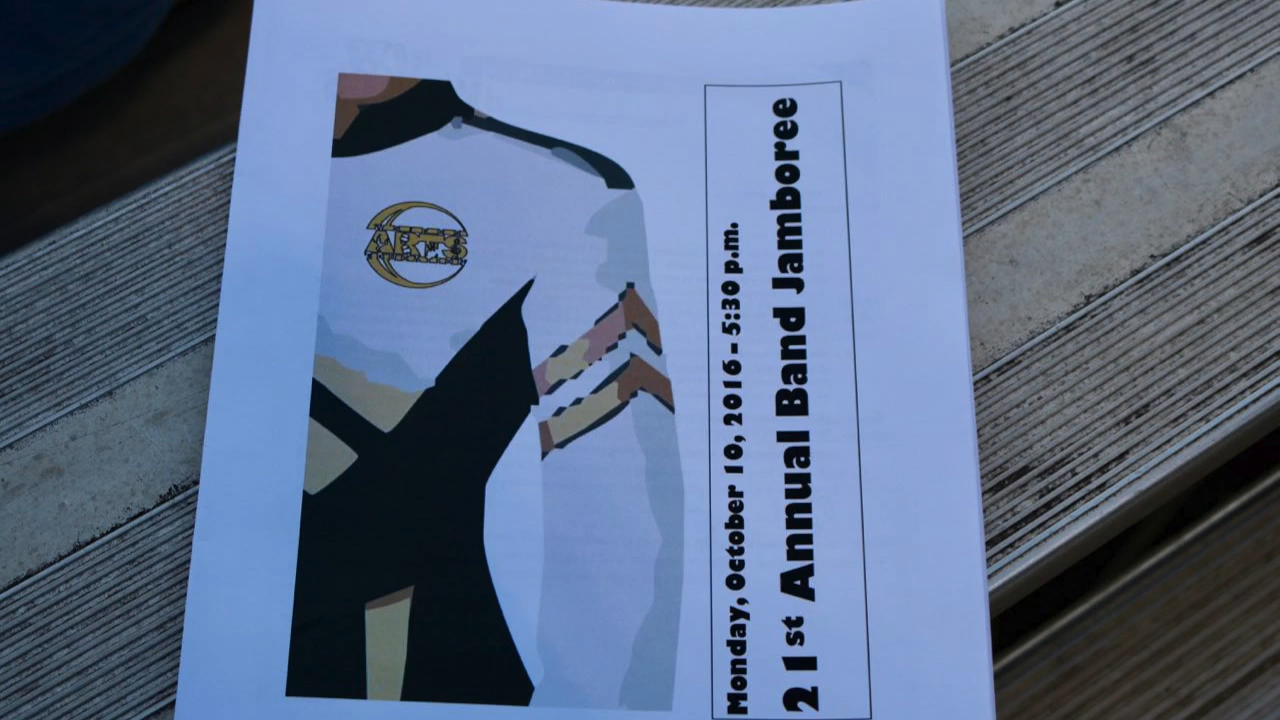 Monday, October 10, 2016 – 5:30 p.m.
21st Annual Band Jamboree